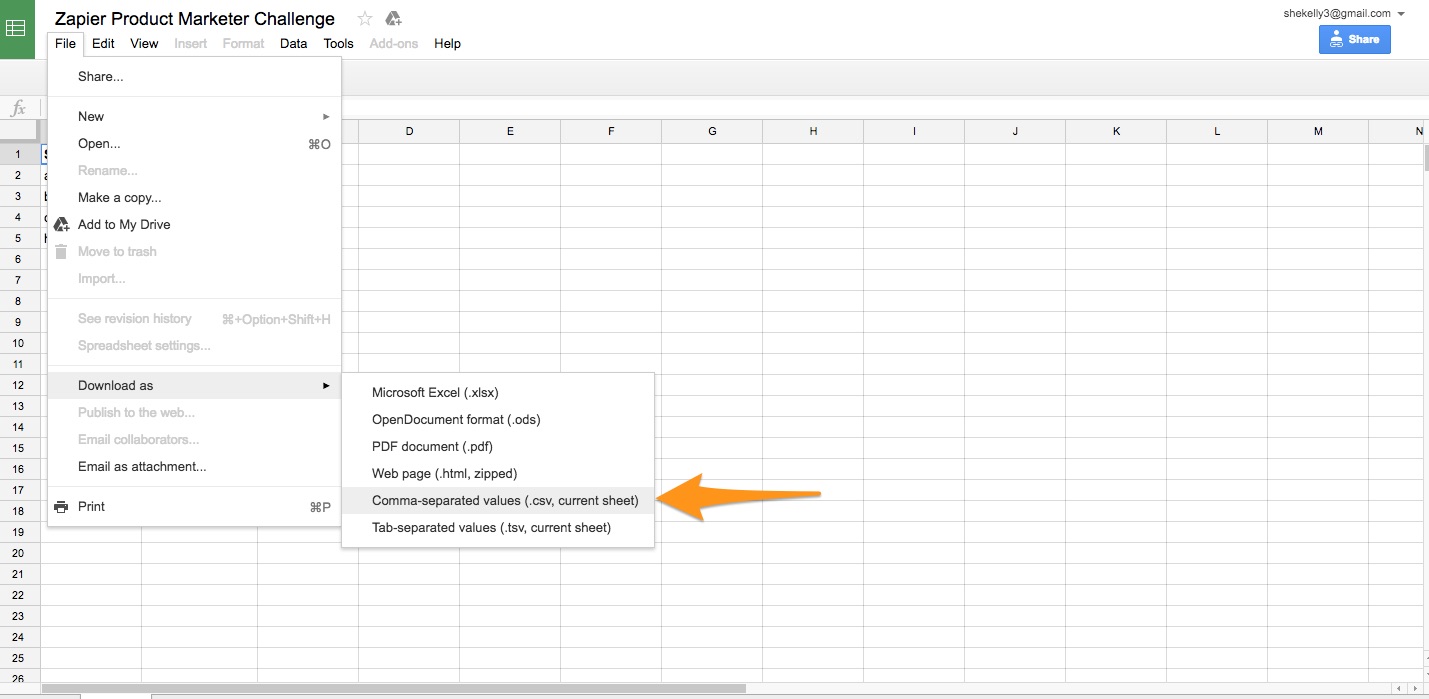 Zapier Product Marketer Challenge
shekelly3@gmail.com
File Edit View Insert Format Data Tools Add-ons Help
Share
Share...
fx
New
D E F G H I J K L M N
Open... ⌘O
1
Rename...
2
Make a copy...
3
Add to My Drive
4
Move to trash
5
6
Import...
7
8
See revision history ⌘+Option+Shift+H
9
Spreadsheet settings...
10
11
Download as
12
Microsoft Excel (.xlsx)
Publish to the web...
13
OpenDocument format (.ods)
14
Email collaborators...
PDF document (.pdf)
15
Email as attachment...
16
Web page (.html, zipped)
17
Comma-separated values (.csv, current sheet)
Print ⌘P
18
Tab-separated values (.tsv, current sheet)
19
20
21
22
23
24
25
26